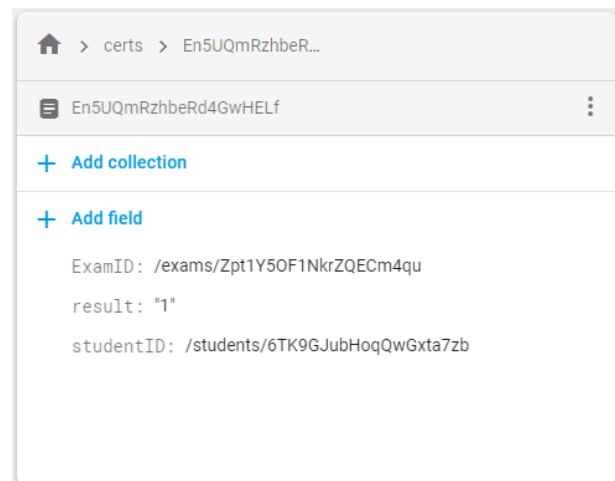 certs > En5UQmRzhbeR...
En5UQmRzhbeRd4GwHELf
+ Add collection
+ Add field
ExamID: /exams/Zpt1Y5OF1NkrZQECm4qu
result: "1"
studentID: /students/6TK9GJubHoqQwGxta7zb